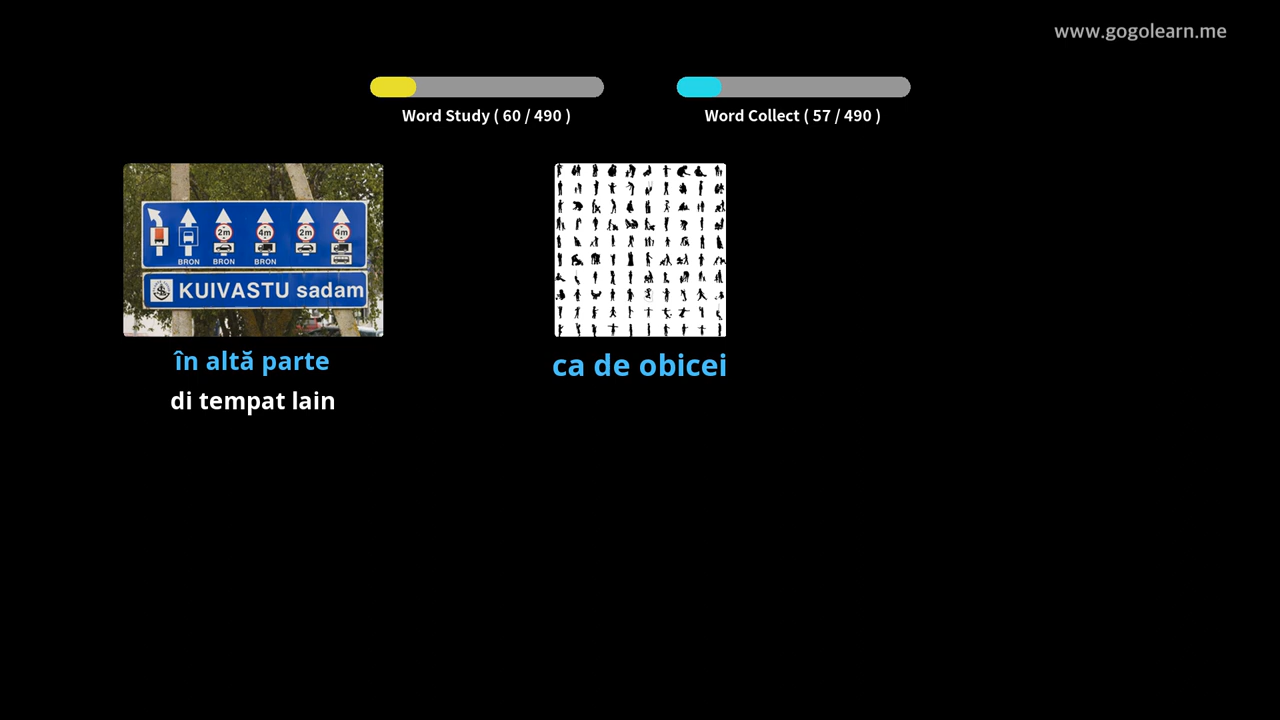 www.gogolearn.me
Word Study ( 60 / 490 )
Word Collect ( 57 / 490 )
2m
4m
2m
4m
BRON
BRON
BRON
KUIVASTU sadam
în altă parte
di tempat lain
ca de obicei